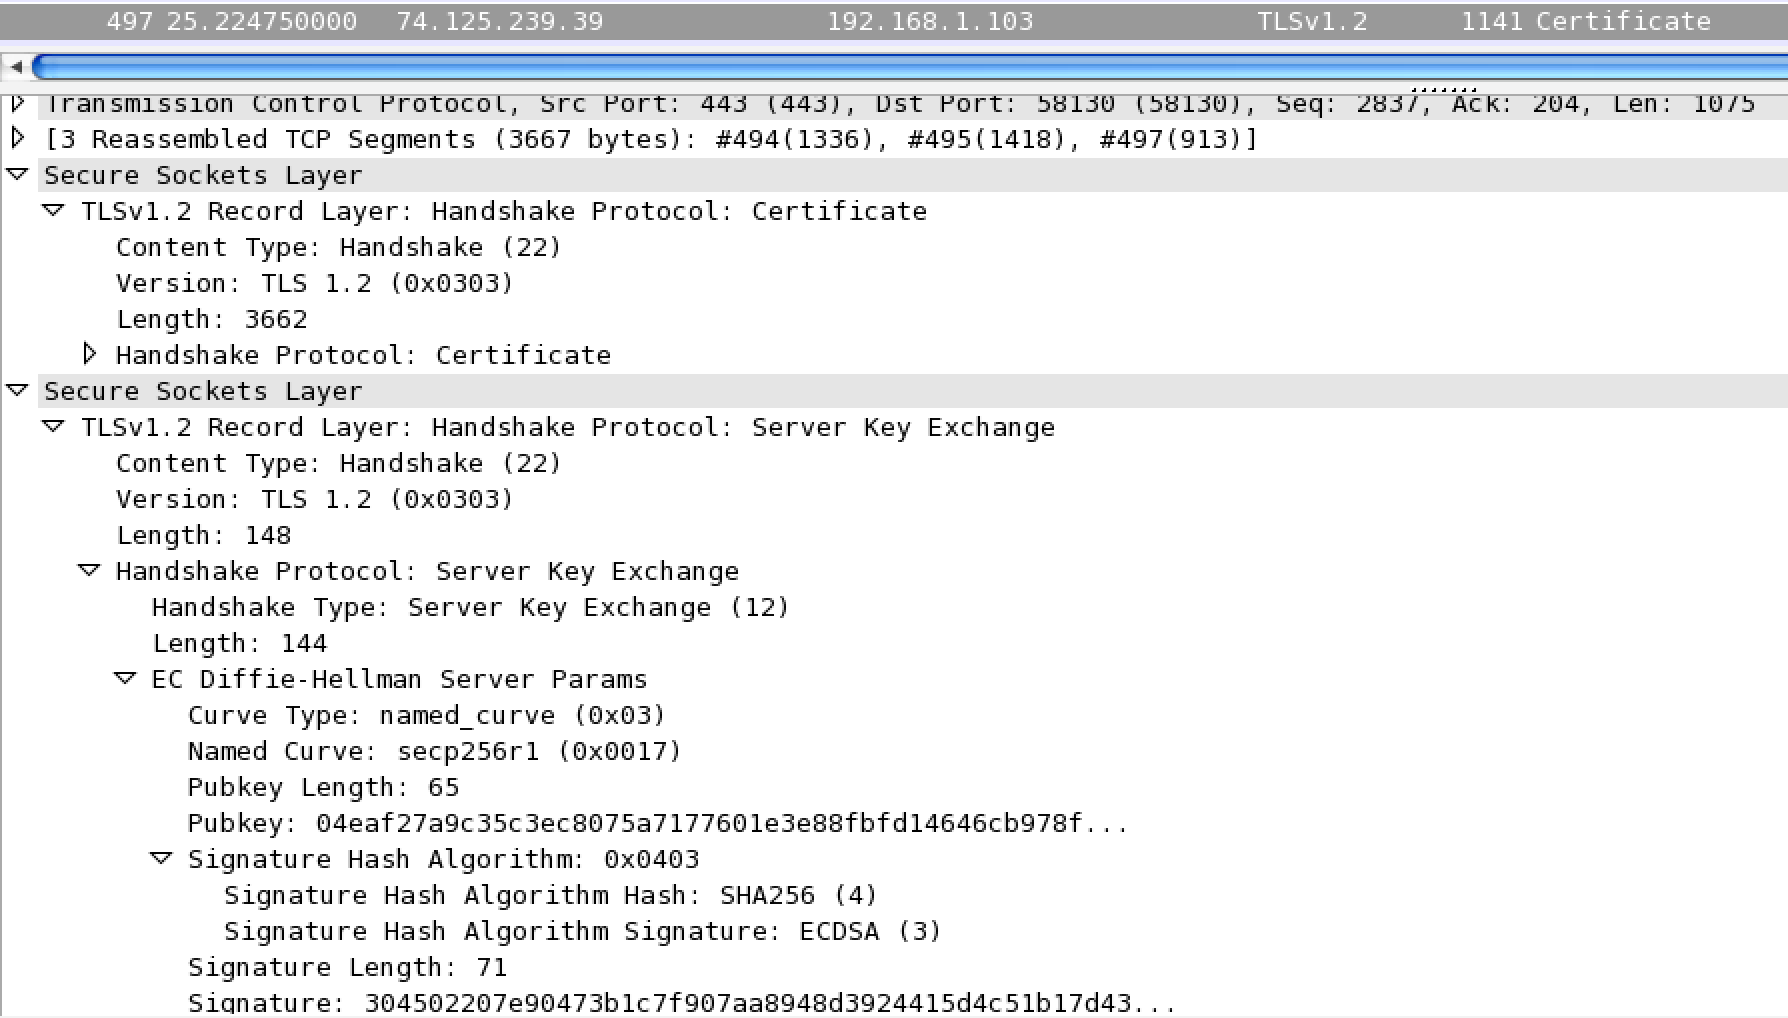 497 25.224750000 74.125.239.39 192.168.1.103 TLSv1.2 1141 Certificate
Transmission Control Protocol, Src Port: 443 (443), Dst Port: 58130 (58130), Seq: 2837, Ack: 204, Len: 1075
[3 Reassembled TCP Segments (3667 bytes): #494(1336), #495(1418), #497(913)]
Secure Sockets Layer
TLSv1.2 Record Layer: Handshake Protocol: Certificate
Content Type: Handshake (22)
Version: TLS 1.2 (0x0303)
Length: 3662
Handshake Protocol: Certificate
Secure Sockets Layer
TLSv1.2 Record Layer: Handshake Protocol: Server Key Exchange
Content Type: Handshake (22)
Version: TLS 1.2 (0x0303)
Length: 148
Handshake Protocol: Server Key Exchange
Handshake Type: Server Key Exchange (12)
Length: 144
EC Diffie-Hellman Server Params
Curve Type: named_curve (0x03)
Named Curve: secp256r1 (0x0017)
Pubkey Length: 65
Pubkey: 04eaf27a9c35c3ec8075a7177601e3e88fbfd14646cb978f...
Signature Hash Algorithm: 0x0403
Signature Hash Algorithm Hash: SHA256 (4)
Signature Hash Algorithm Signature: ECDSA (3)
Signature Length: 71
Signature: 304502207e90473b1c7f907aa8948d3924415d4c51b17d43...